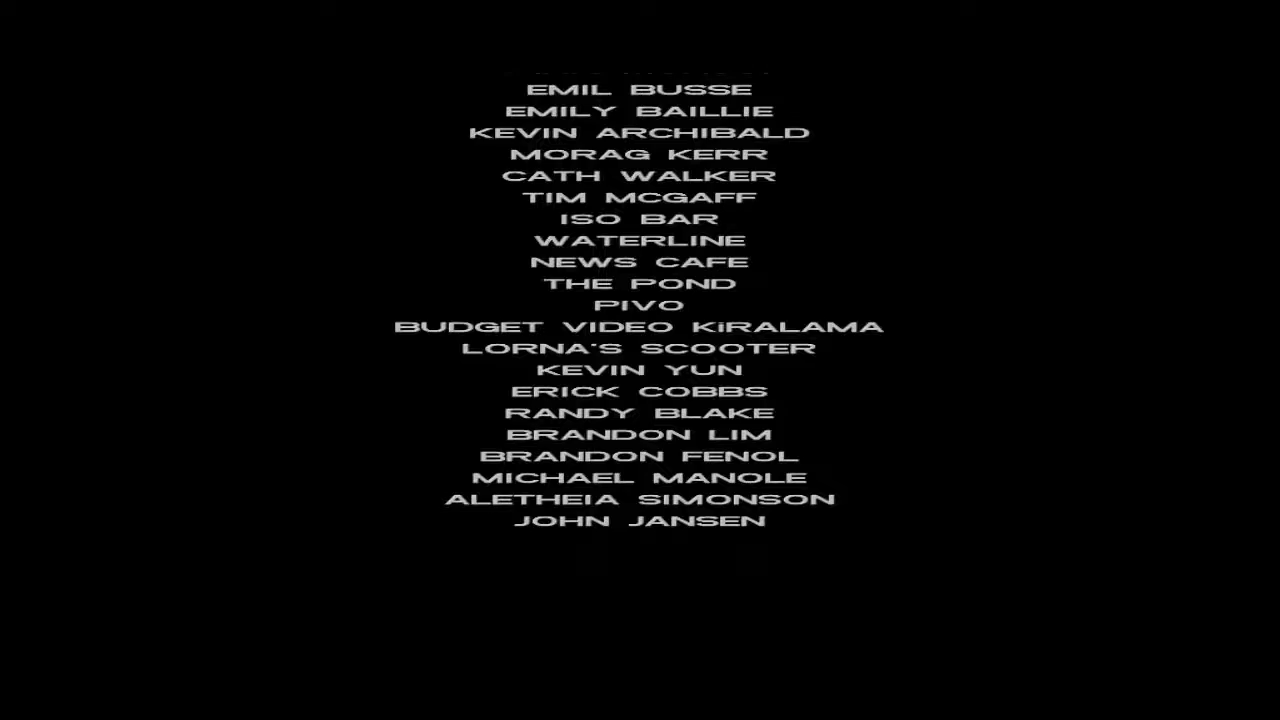 EMIL BUSSE
EMILY BAILLIE
KEVIN ARCHIBALD
MORAG KERR
CATH WALKER
TIM MCGAFF
ISO BAR
WATERLINE
NEWS CAFE
THE POND
PIVO
BUDGET VIDEO KiRALAMA
LORNA'S SCOOTER
KEVIN YUN
ERICK COBBS
RANDY BLAKE
BRANDON LIM
BRANDON FENOL
MICHAEL MANOLE
ALETHEIA SIMONSON
JOHN JANSEN